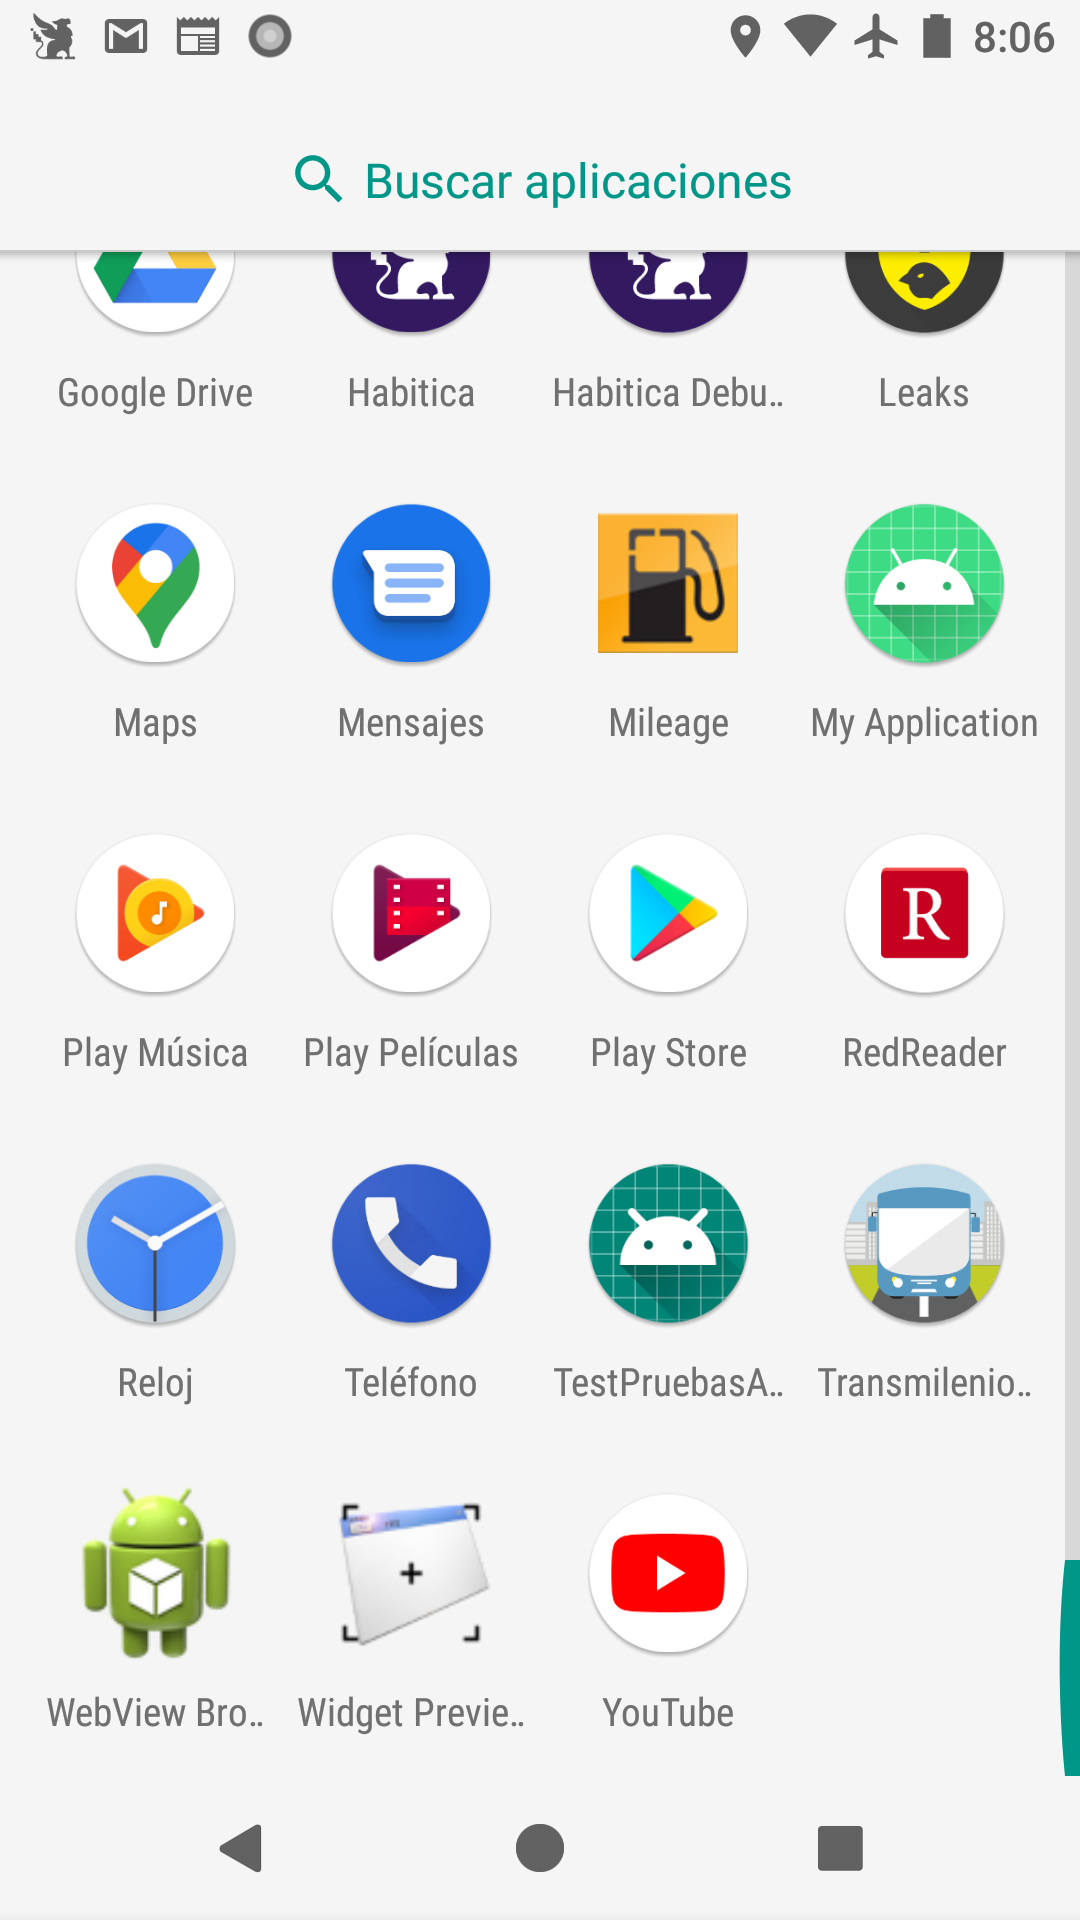 8:06
Buscar aplicaciones
Google Drive
Habitica
Habitica Debu..
Leaks
Maps
Mensajes
Mileage
My Application
R
Play Música
Play Películas
Play Store
RedReader
Reloj
Teléfono
TestPruebasA..
Transmilenio..
WebView Bro..
Widget Previe..
YouTube